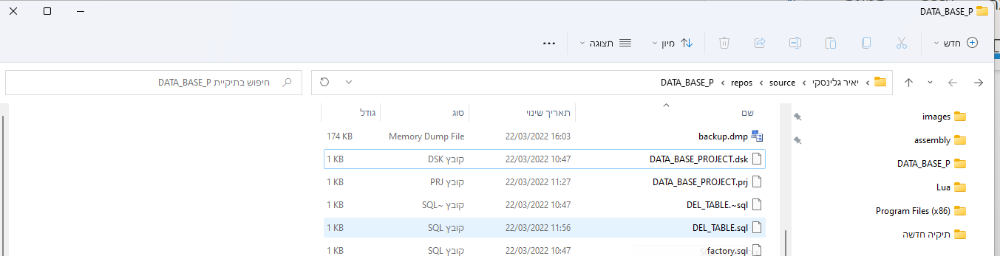 DATA_BASE_P
חדש מיון תצוגה
יאיר גלינסקי source repos DATA_BASE_P
חיפוש בתיקיית DATA_BASE_P
images
assembly
DATA_BASE_P
Lua
Program Files (x86)
תיקיה חדשה
שם תאריך שינוי סוג גודל
backup.dmp 22/03/2022 16:03 Memory Dump File 174 KB
DATA_BASE_PROJECT.dsk 22/03/2022 10:47 קובץ DSK 1 KB
DATA_BASE_PROJECT.prj 22/03/2022 11:27 קובץ PRJ 1 KB
DEL_TABLE.~sql 22/03/2022 10:47 קובץ ~SQL 1 KB
DEL_TABLE.sql 22/03/2022 11:56 קובץ SQL 1 KB
factory.sql 22/03/2022 10:47 קובץ SQL 1 KB